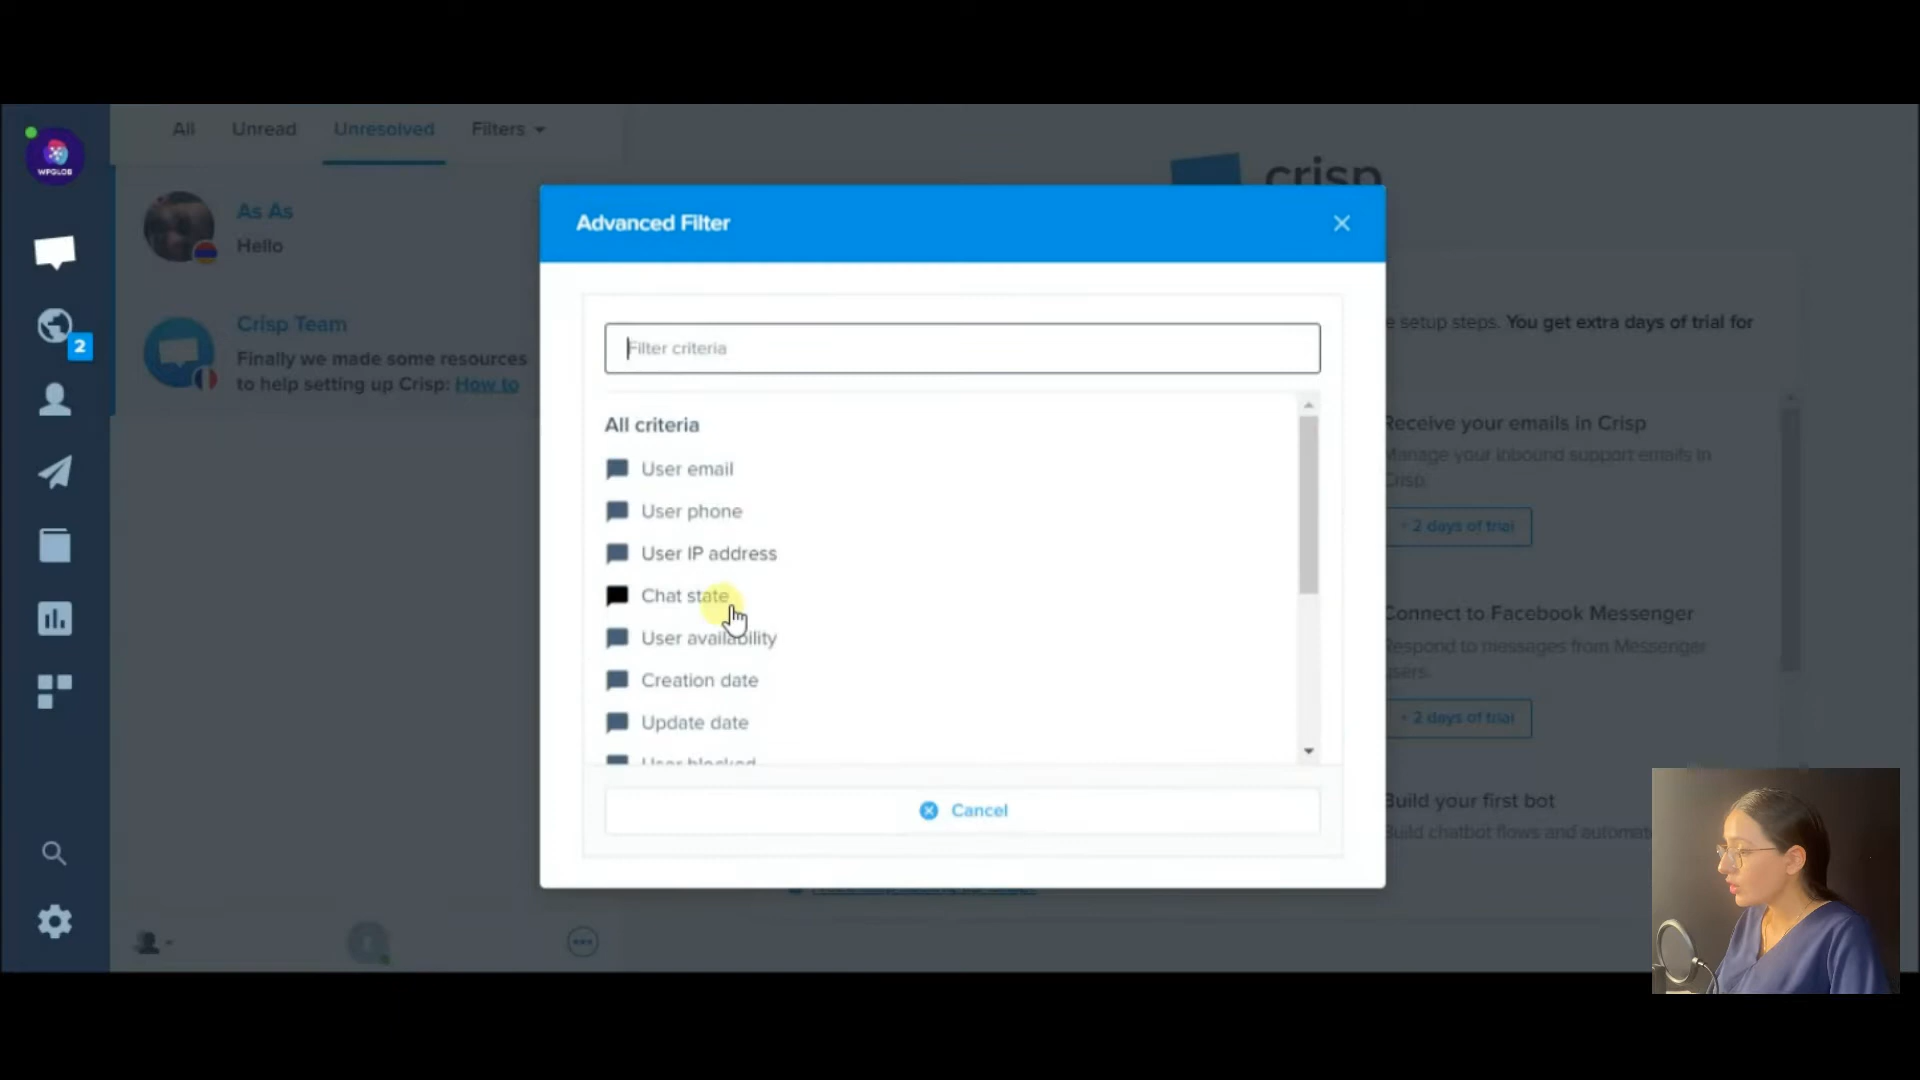 WPGLOB
All Unread Unresolved Filters
As As
Hello
2
Crisp Team
Finally we made some resources
to help setting up Crisp: How to
crisp
Advanced Filter
Filter criteria
All criteria
User email
User phone
User IP address
Chat state
User availability
Creation date
Update date
User blocked
Cancel
setup steps. You get extra days of trial for
Receive your emails in Crisp
Manage your inbound support emails in
Crisp.
+ 2 days of trial
Connect to Facebook Messenger
Respond to messages from Messenger
users.
+ 2 days of trial
Build your first bot
Build chatbot flows and